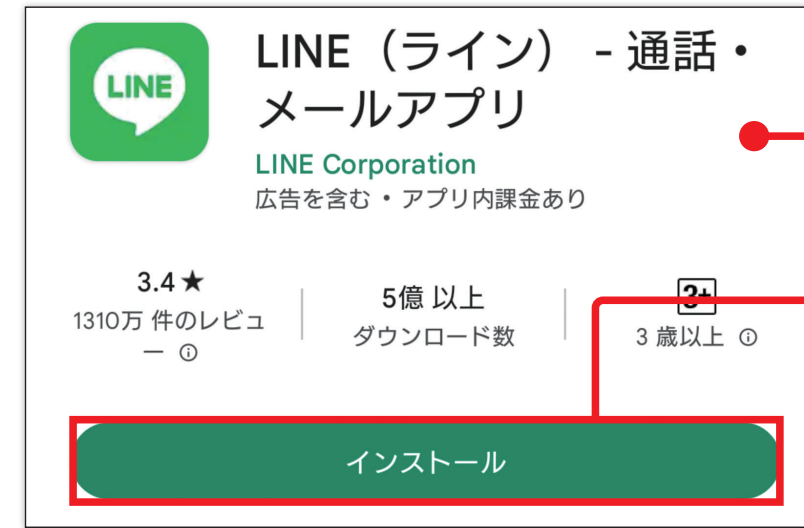 LINE
LINE（ライン） - 通話・
メールアプリ
LINE Corporation
広告を含む・アプリ内課金あり
3.4★
1310万 件のレビュ
ー
5億 以上
ダウンロード数
3+
3 歳以上
インストール